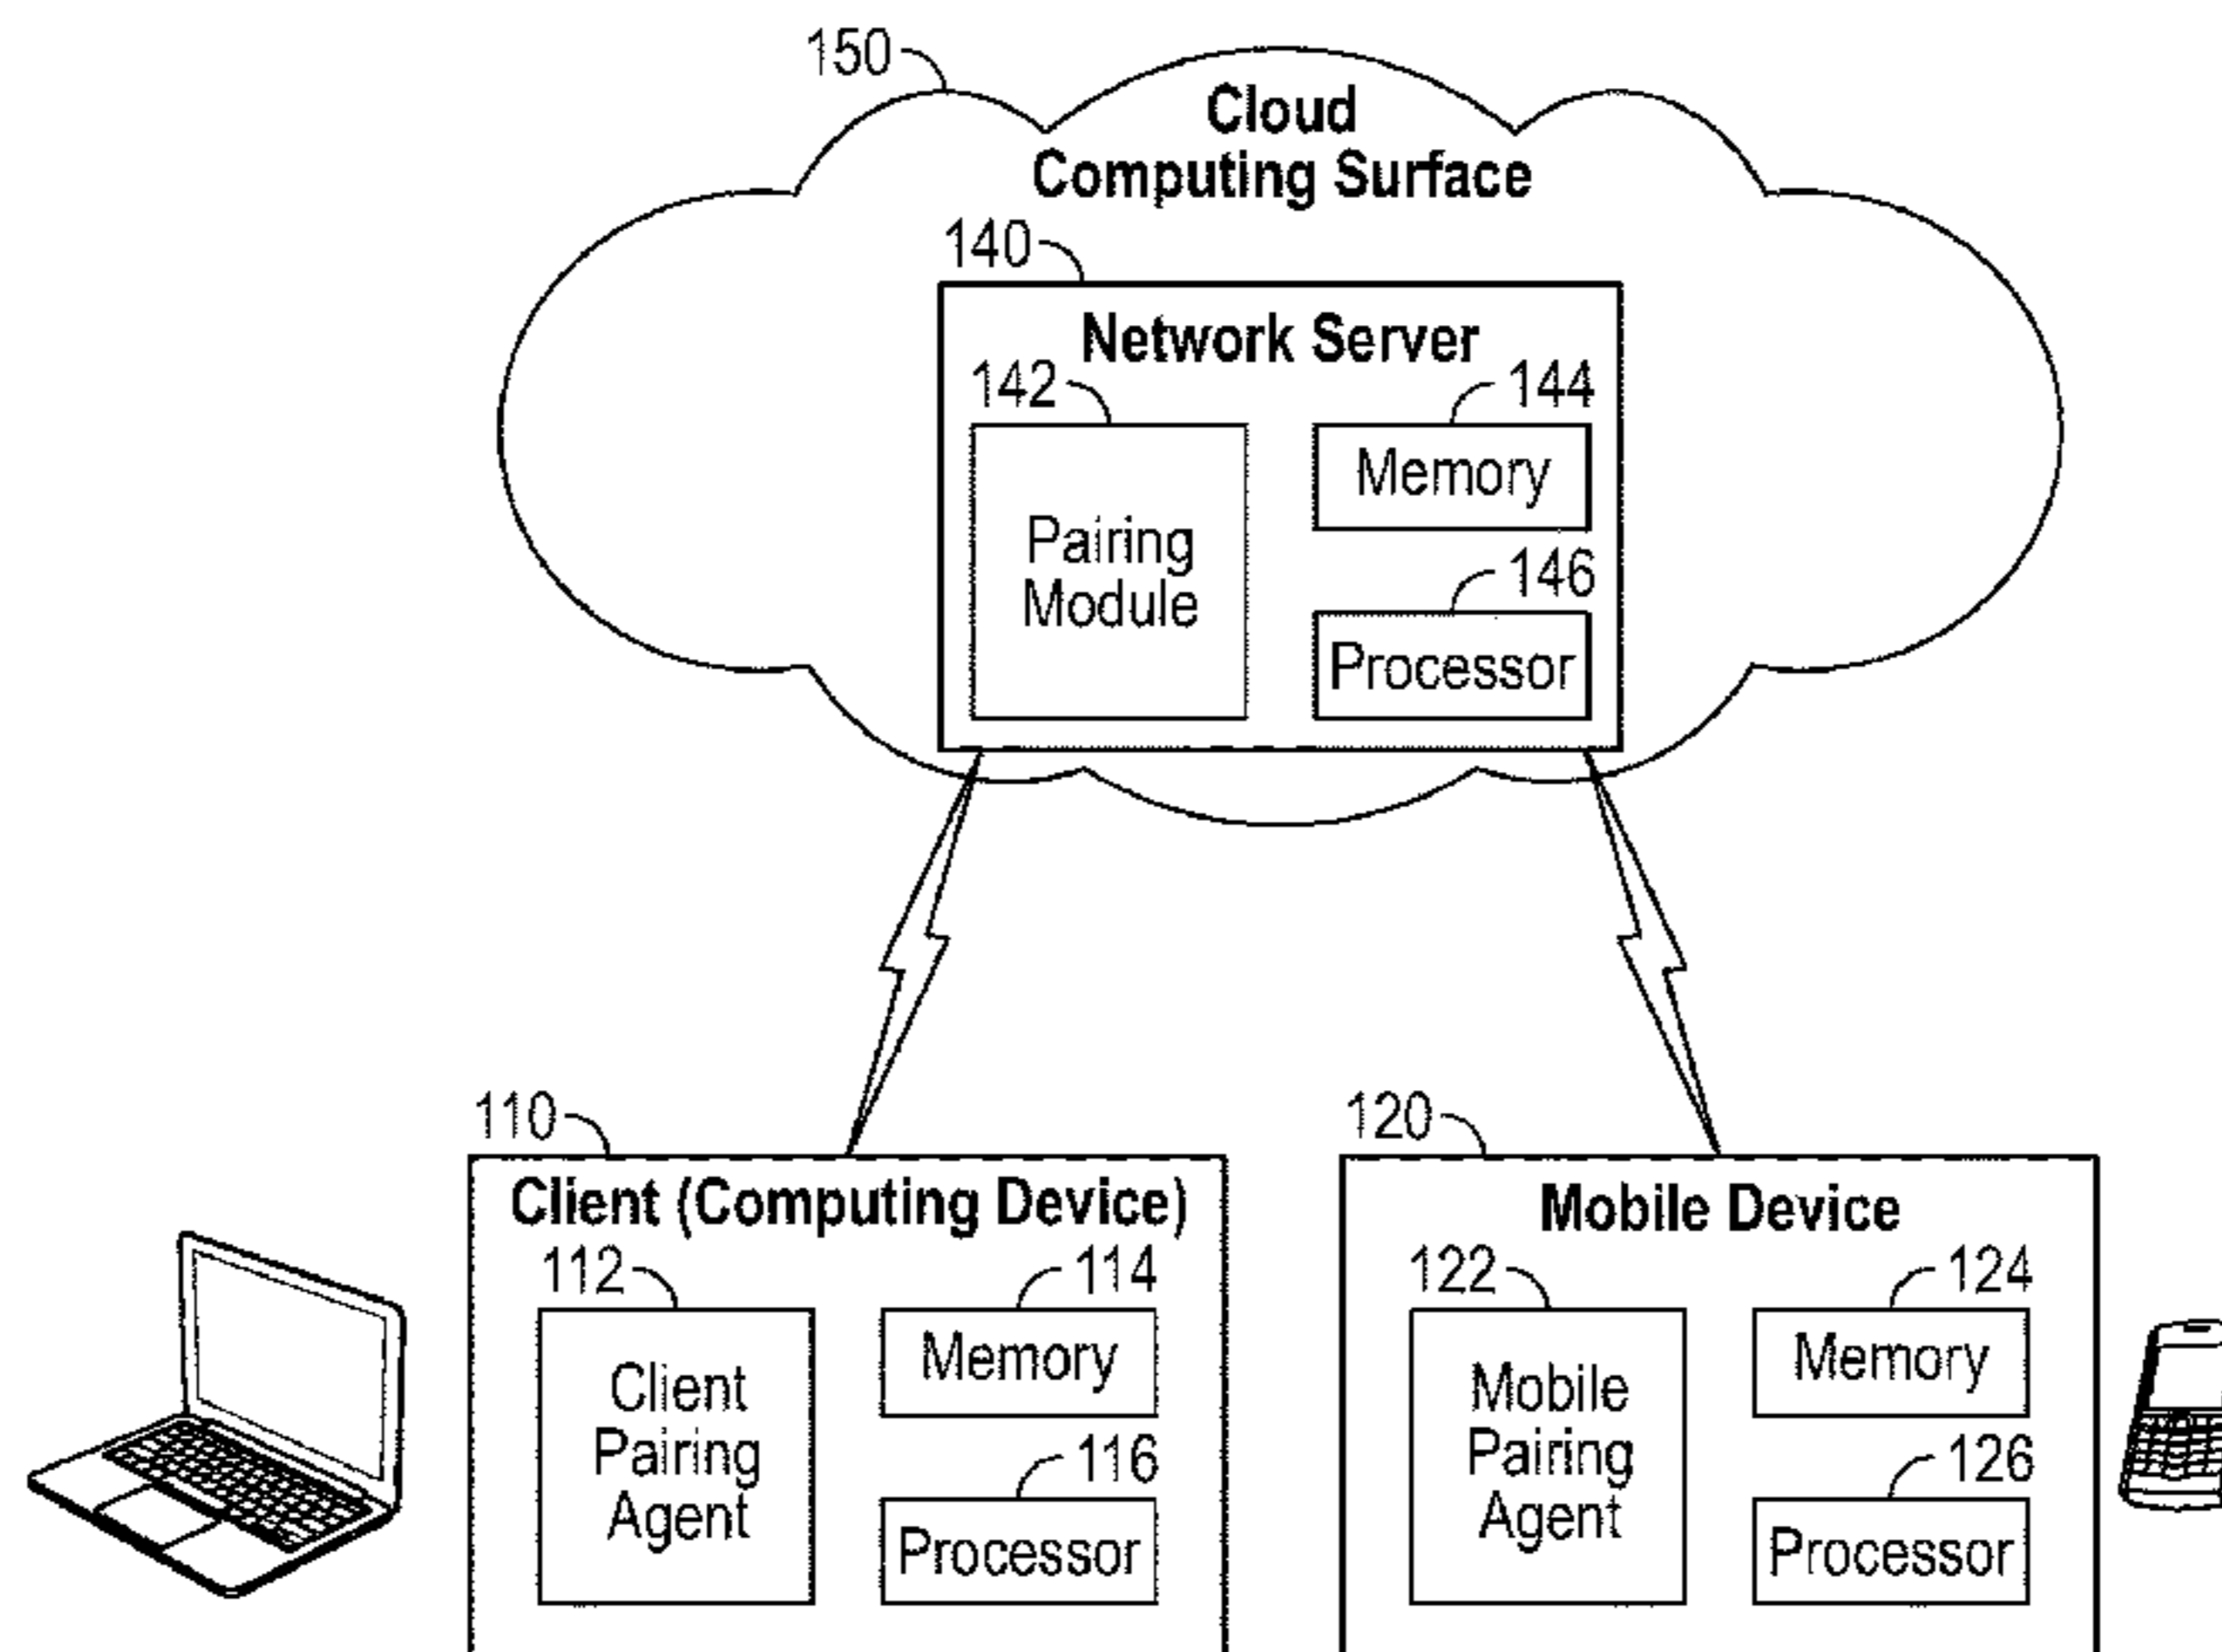 150
Cloud
Computing Surface
140
Network Server
142
144
Memory
Pairing
Module
146
Processor
110
120
Client (Computing Device)
Mobile Device
112
114
122
124
Client
Pairing
Agent
Memory
116
Processor
Mobile
Pairing
Agent
Memory
126
Processor